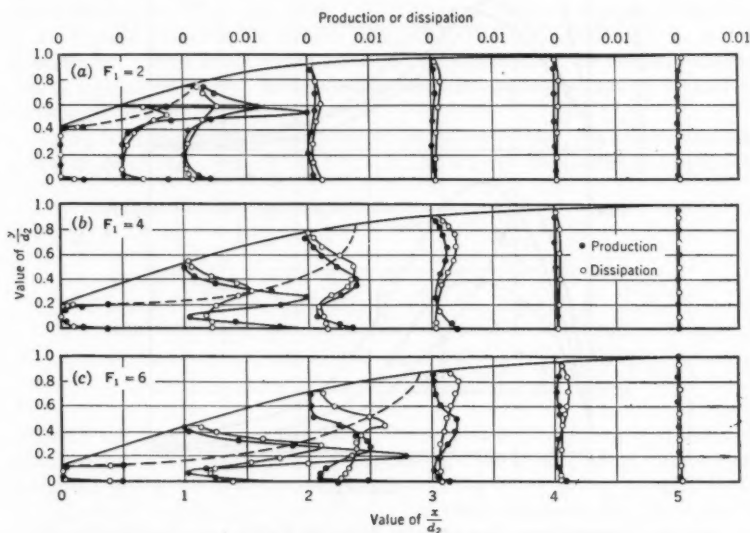 Production or dissipation
0 0 0.01 0 0.01 0 0.01 0 0.01 0 0.01
1.0
(a) F₁ = 2
0.8
0.6
0.4
0.2
0
1.0
(b) F₁ = 4
0.8
0.6
0.4
0.2
0
Production
Dissipation
Value of y/d₂
1.0
(c) F₁ = 6
0.8
0.6
0.4
0.2
0
0 1 2 3 4 5
Value of x/d₂